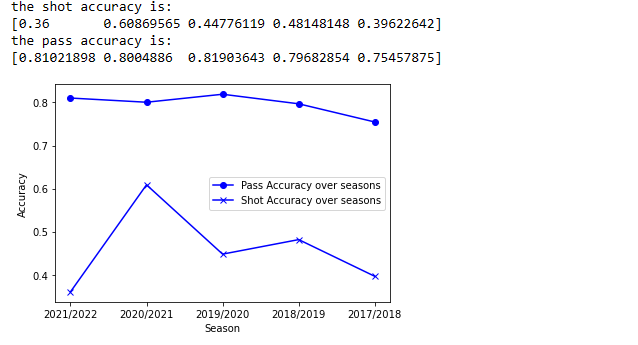 the shot accuracy is:
[0.36       0.60869565 0.44776119 0.48148148 0.39622642]
the pass accuracy is:
[0.81021898 0.8004886  0.81903643 0.79682854 0.75457875]
0.8
0.7
0.6
0.5
0.4
Accuracy
Pass Accuracy over seasons
Shot Accuracy over seasons
2021/2022 2020/2021 2019/2020 2018/2019 2017/2018
Season